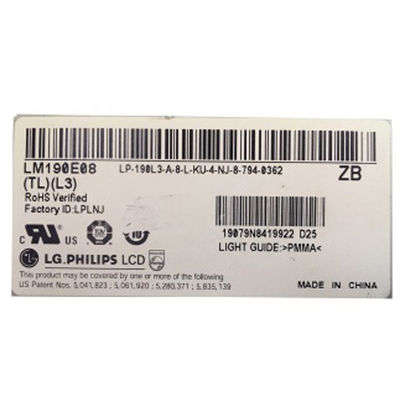 LM190E08 LP-190L3-A-8-L-KU-4-NJ-8-794-0362 ZB
(TL)(L3)
RoHS Verified
Factory ID:LPLNJ
19079N8419922 D25
LIGHT GUIDE:>PMMA<
LG.PHILIPS LCD
This product may be covered by one or more of the following
US Patent Nos. 5,041,823 ; 5,061,920 ; 5,280,371 ; 5,835,139
MADE IN CHINA